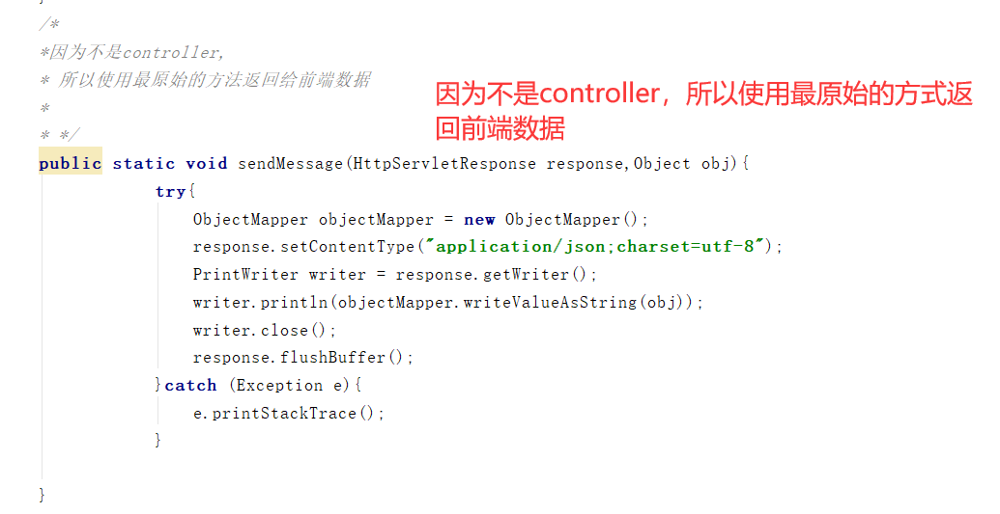 }
/*
*因为不是controller,
* 所以使用最原始的方法返回给前端数据
*
* */
因为不是controller，所以使用最原始的方式返
回前端数据
public static void sendMessage(HttpServletResponse response,Object obj){
try{
ObjectMapper objectMapper = new ObjectMapper();
response.setContentType("application/json;charset=utf-8");
PrintWriter writer = response.getWriter();
writer.println(objectMapper.writeValueAsString(obj));
writer.close();
response.flushBuffer();
}catch (Exception e){
e.printStackTrace();
}
}